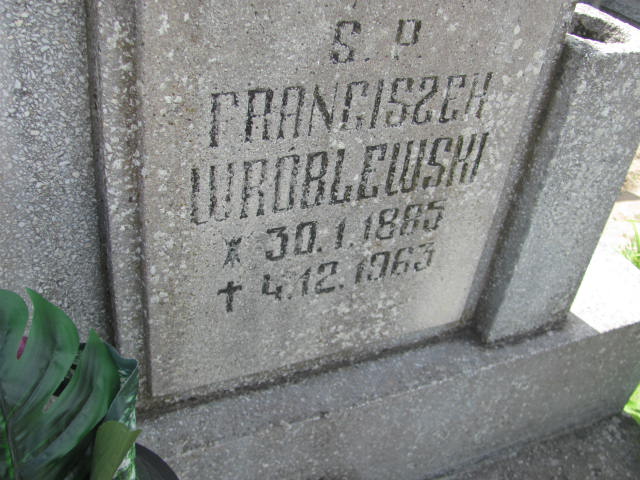 Ś. P.
FRANCISZEK
WRÓBLEWSKI
* 30.1.1885
† 4.12.1963